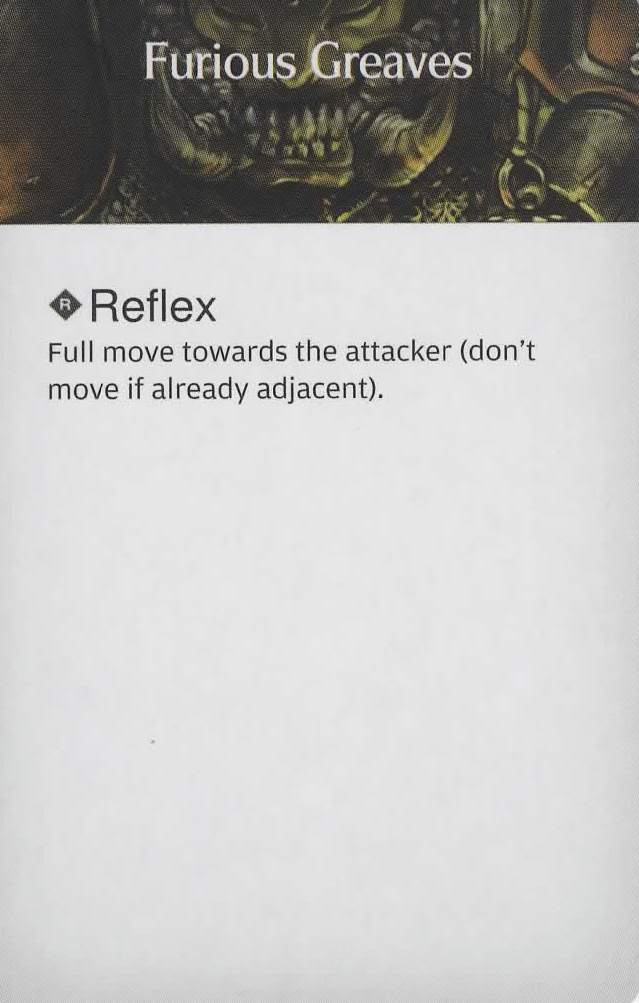 Furious Greaves
R Reflex
Full move towards the attacker (don't
move if already adjacent).